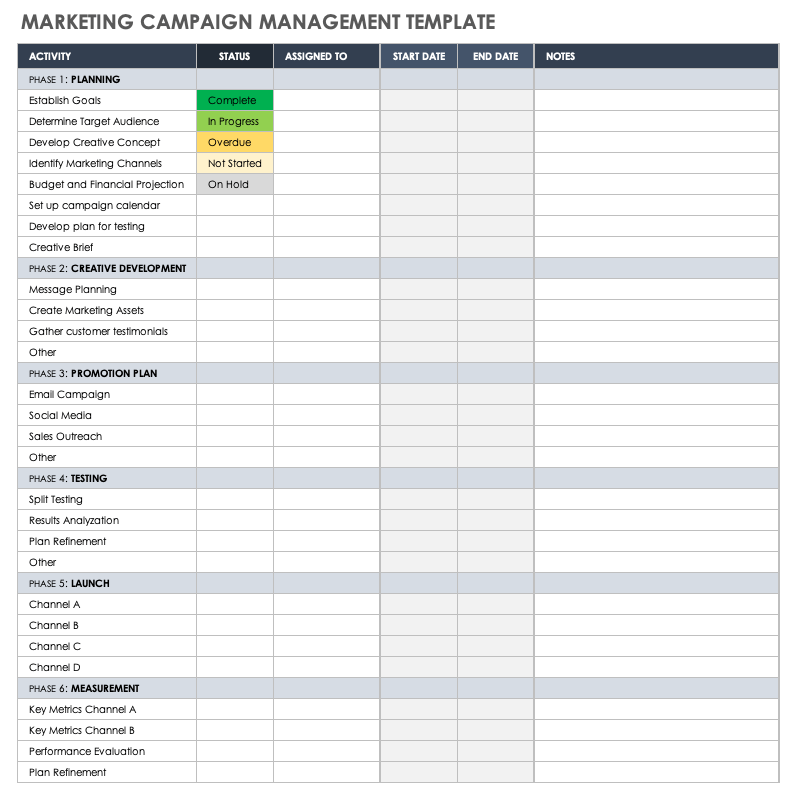 MARKETING CAMPAIGN MANAGEMENT TEMPLATE
ACTIVITY STATUS ASSIGNED TO START DATE END DATE NOTES
PHASE 1: PLANNING
Establish Goals Complete
Determine Target Audience In Progress
Develop Creative Concept Overdue
Identify Marketing Channels Not Started
Budget and Financial Projection On Hold
Set up campaign calendar
Develop plan for testing
Creative Brief
PHASE 2: CREATIVE DEVELOPMENT
Message Planning
Create Marketing Assets
Gather customer testimonials
Other
PHASE 3: PROMOTION PLAN
Email Campaign
Social Media
Sales Outreach
Other
PHASE 4: TESTING
Split Testing
Results Analyzation
Plan Refinement
Other
PHASE 5: LAUNCH
Channel A
Channel B
Channel C
Channel D
PHASE 6: MEASUREMENT
Key Metrics Channel A
Key Metrics Channel B
Performance Evaluation
Plan Refinement